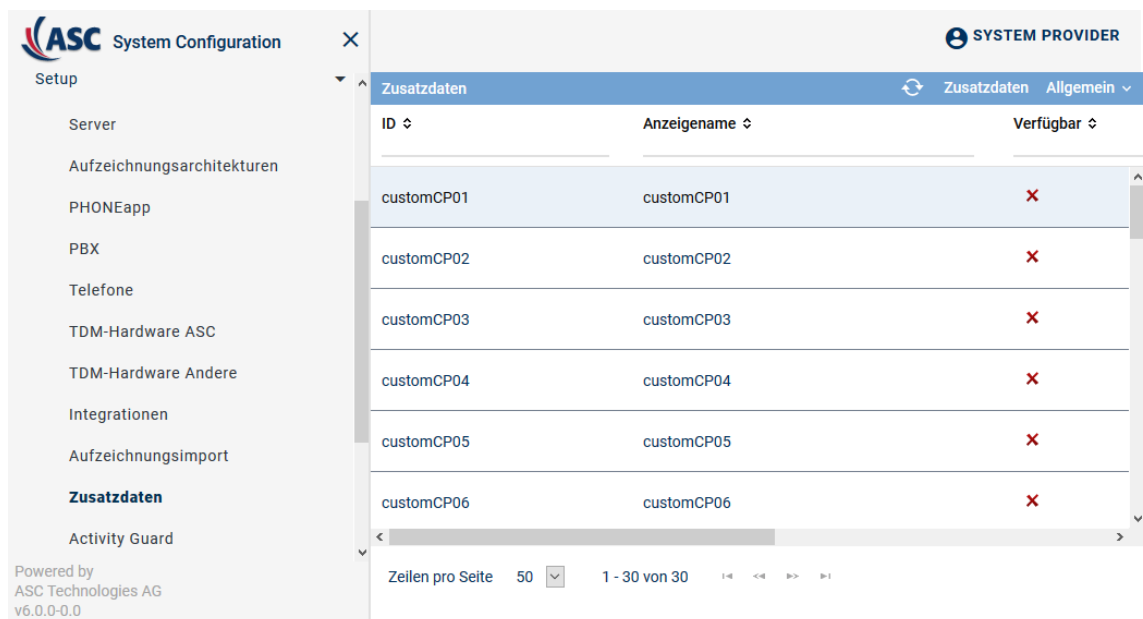 ASC System Configuration
SYSTEM PROVIDER
Setup
Server
Aufzeichnungsarchitekturen
PHONEapp
PBX
Telefone
TDM-Hardware ASC
TDM-Hardware Andere
Integrationen
Aufzeichnungsimport
Zusatzdaten
Activity Guard
Powered by
ASC Technologies AG
v6.0.0-0.0
Zusatzdaten Zusatzdaten Allgemein
ID Anzeigename Verfügbar
customCP01 customCP01
customCP02 customCP02
customCP03 customCP03
customCP04 customCP04
customCP05 customCP05
customCP06 customCP06
Zeilen pro Seite 50 1 - 30 von 30